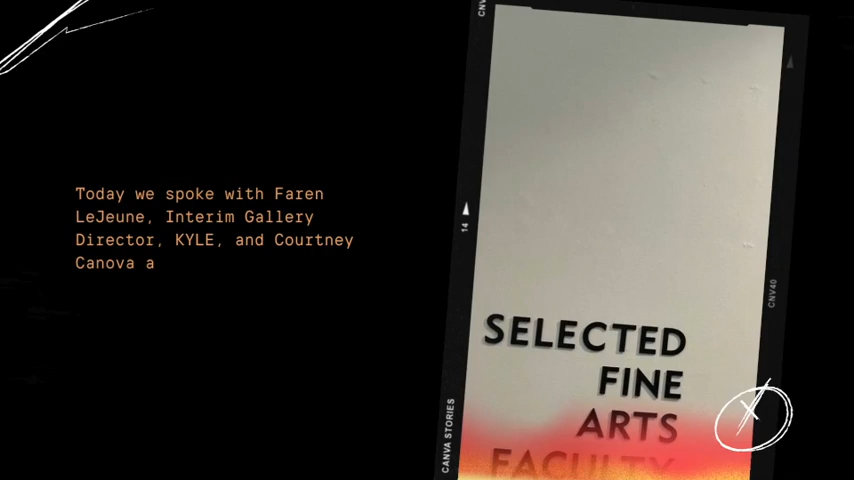 Today we spoke with Faren
LeJeune, Interim Gallery
Director, KYLE, and Courtney
Canova a
SELECTED
FINE
ARTS
FACULTY
CANVA STORIES
14
CNV40
CNV